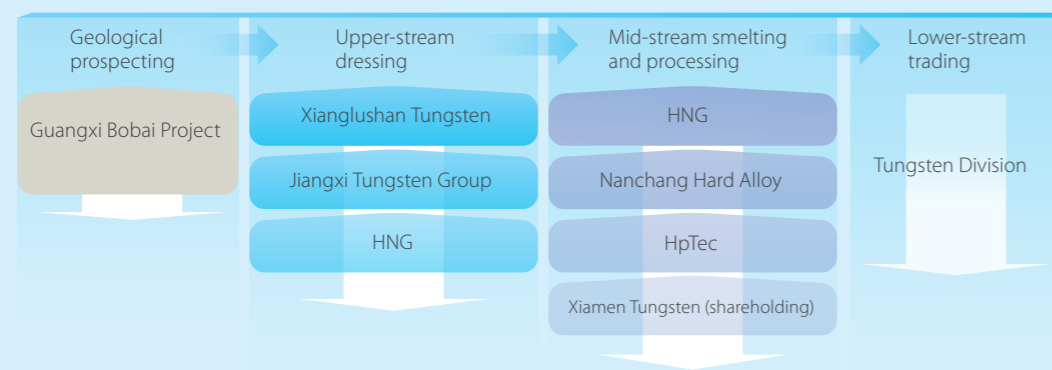 Geological
prospecting
Upper-stream
dressing
Mid-stream smelting
and processing
Lower-stream
trading
Guangxi Bobai Project
Xianglushan Tungsten
Jiangxi Tungsten Group
HNG
HNG
Nanchang Hard Alloy
HpTec
Xiamen Tungsten (shareholding)
Tungsten Division